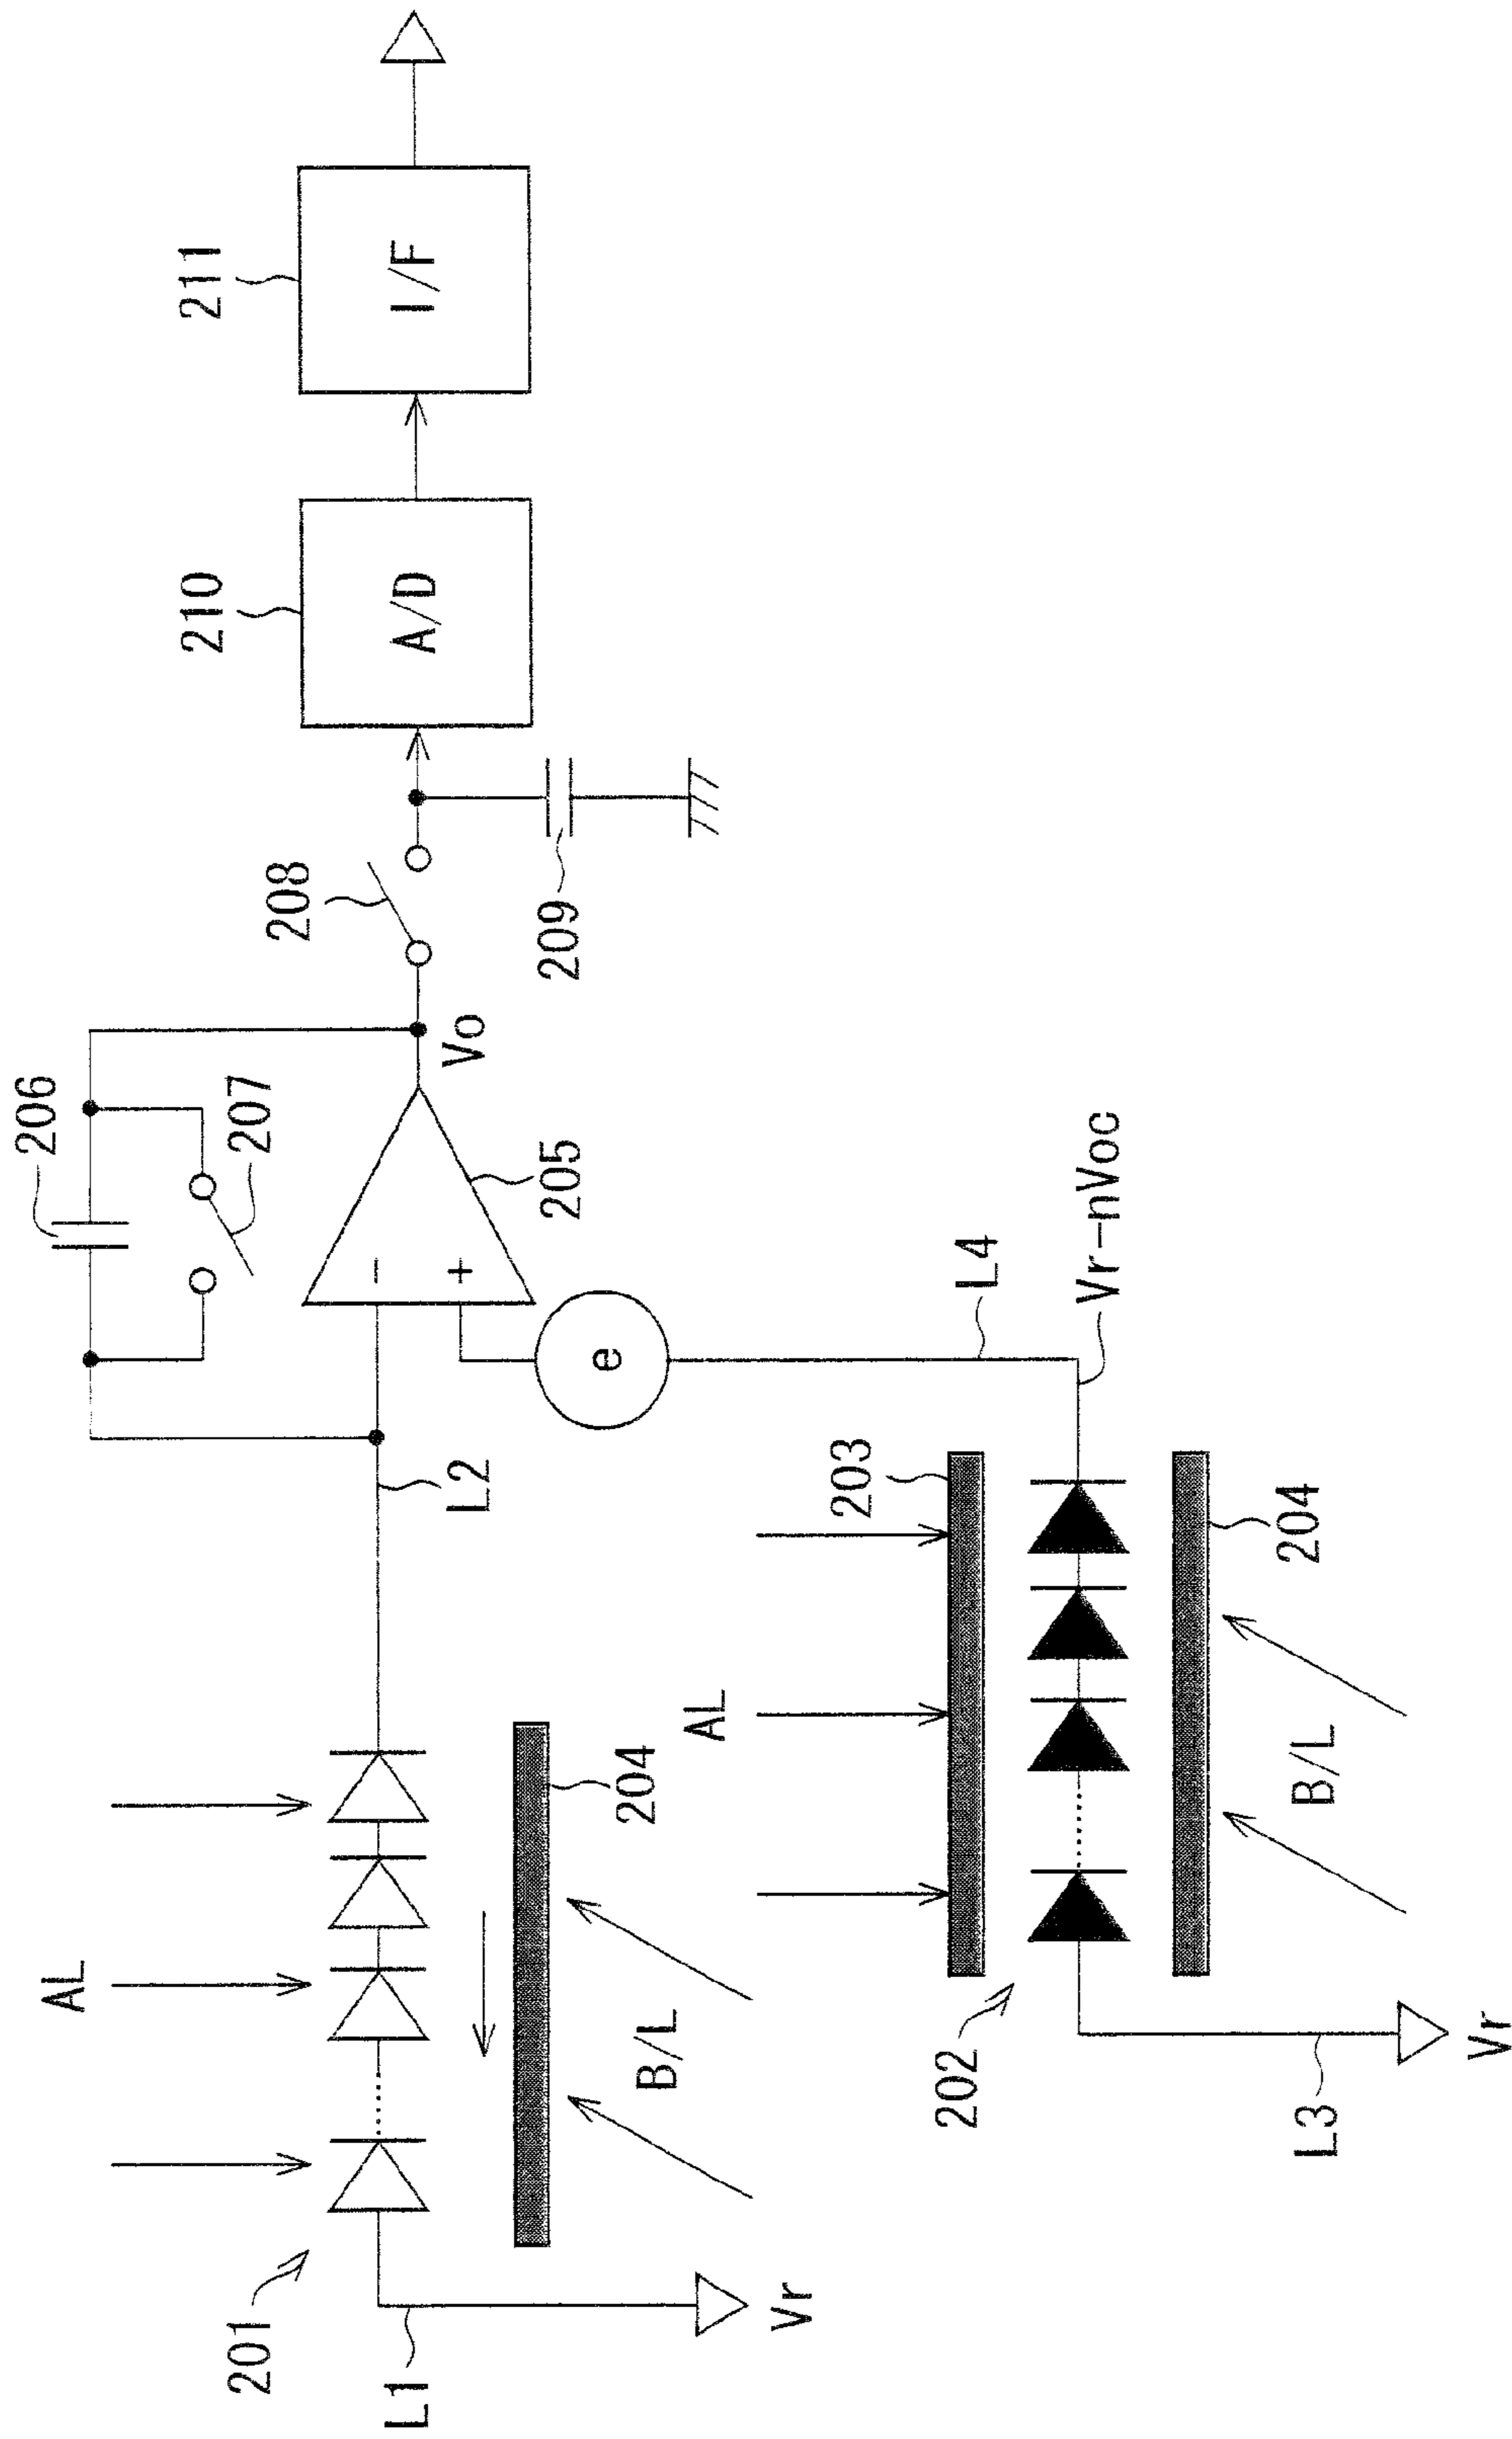 206
207
208
210
211
A/D
I/F
Vo
209
−
+
205
e
AL
201
L1
L2
204
B/L
Vr
L4
Vr−nVoc
AL
203
202
204
B/L
L3
Vr